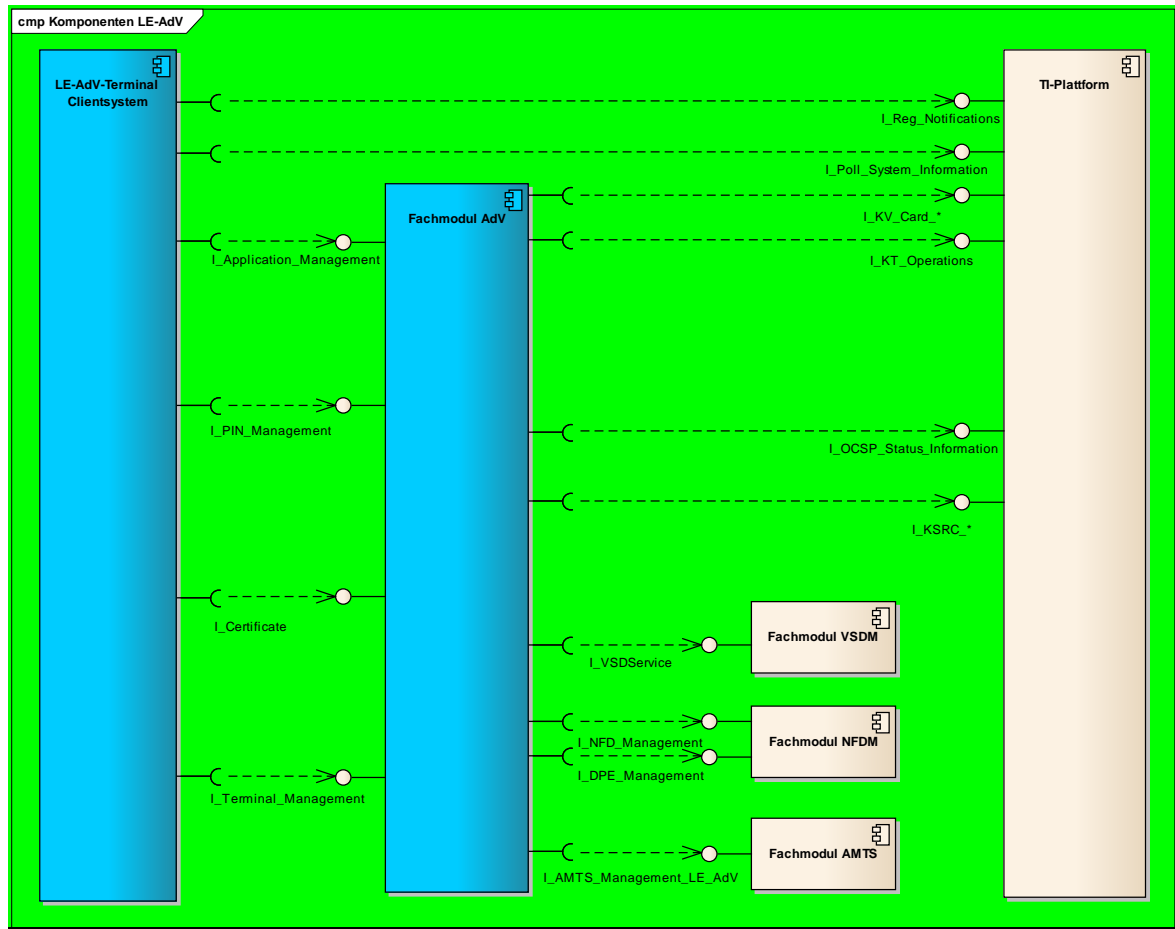 cmp Komponenten LE-AdV
LE-AdV-Terminal
Clientsystem
TI-Plattform
I_Reg_Notifications
I_Poll_System_Information
Fachmodul AdV
I_KV_Card_*
I_Application_Management
I_KT_Operations
I_PIN_Management
I_OCSP_Status_Information
I_KSRC_*
I_Certificate
Fachmodul VSDM
I_VSDService
I_NFD_Management
Fachmodul NFDM
I_DPE_Management
I_Terminal_Management
Fachmodul AMTS
I_AMTS_Management_LE_AdV